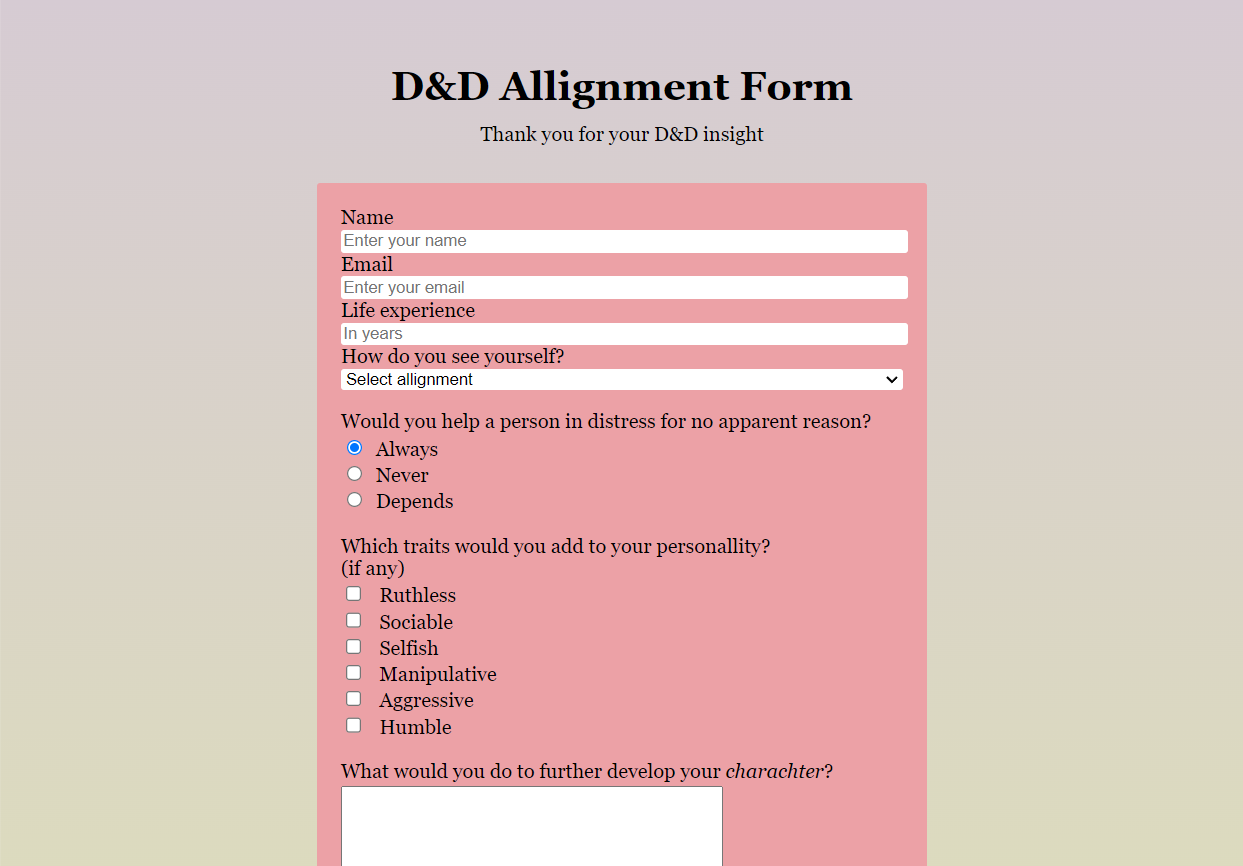 D&D Allignment Form
Thank you for your D&D insight
Name
Enter your name
Email
Enter your email
Life experience
In years
How do you see yourself?
Select allignment
Would you help a person in distress for no apparent reason?
Always
Never
Depends
Which traits would you add to your personallity?
(if any)
Ruthless
Sociable
Selfish
Manipulative
Aggressive
Humble
What would you do to further develop your charachter?